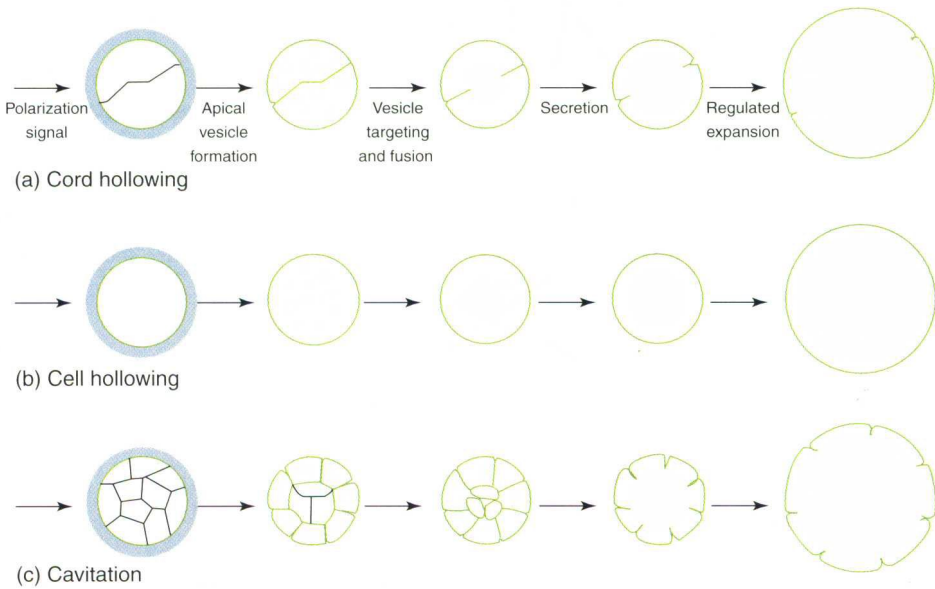 Polarization
signal
Apical
vesicle
formation
Vesicle
targeting
and fusion
Secretion
Regulated
expansion
(a) Cord hollowing
(b) Cell hollowing
(c) Cavitation